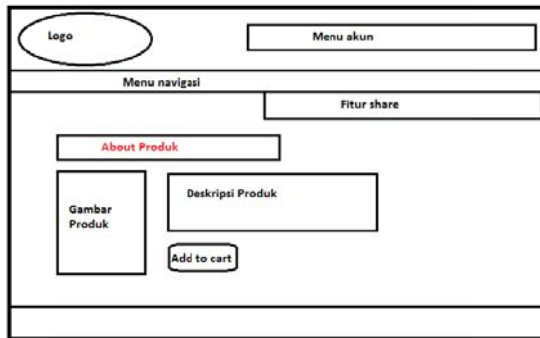 Logo
Menu akun
Menu navigasi
Fitur share
About Produk
Gambar
Produk
Deskripsi Produk
Add to cart